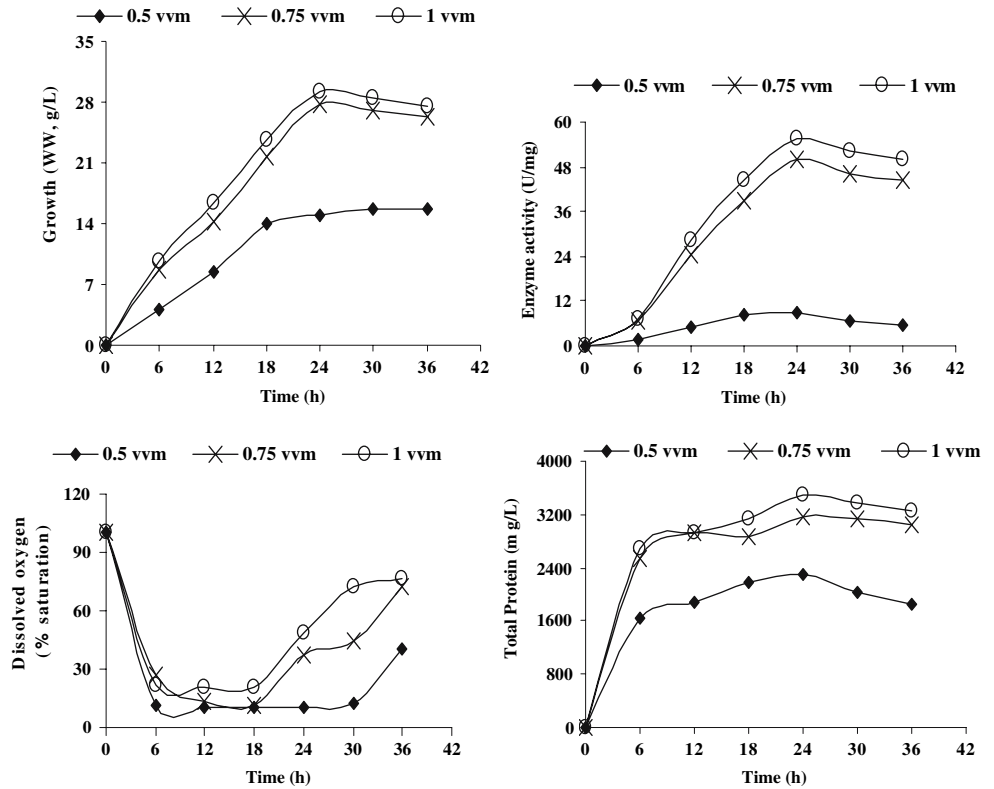 0.5 vvm 0.75 vvm 1 vvm
Growth (WW, g/L)
35
28
21
14
7
0
0 6 12 18 24 30 36 42
Time (h)
0.5 vvm 0.75 vvm 1 vvm
Enzyme activity (U/mg)
60
48
36
24
12
0
0 6 12 18 24 30 36 42
Time (h)
0.5 vvm 0.75 vvm 1 vvm
Dissolved oxygen
(% saturation)
120
90
60
30
0
0 6 12 18 24 30 36 42
Time (h)
0.5 vvm 0.75 vvm 1 vvm
Total Protein (m g/L)
4000
3200
2400
1600
800
0
0 6 12 18 24 30 36 42
Time (h)